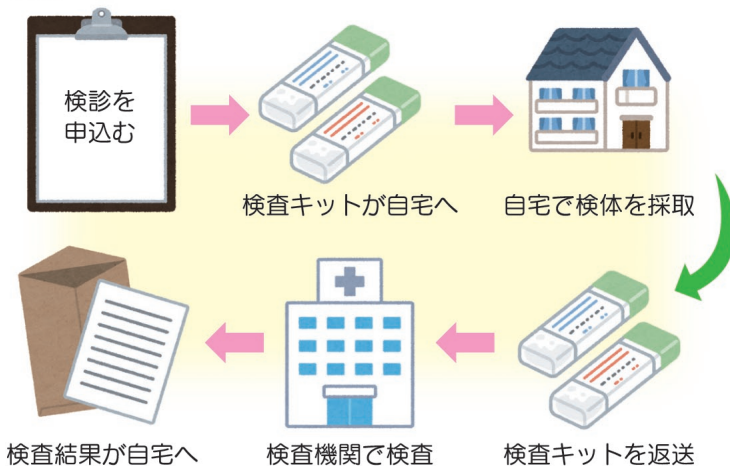 検診を
申込む
検査キットが自宅へ
自宅で検体を採取
検査キットを返送
検査機関で検査
検査結果が自宅へ